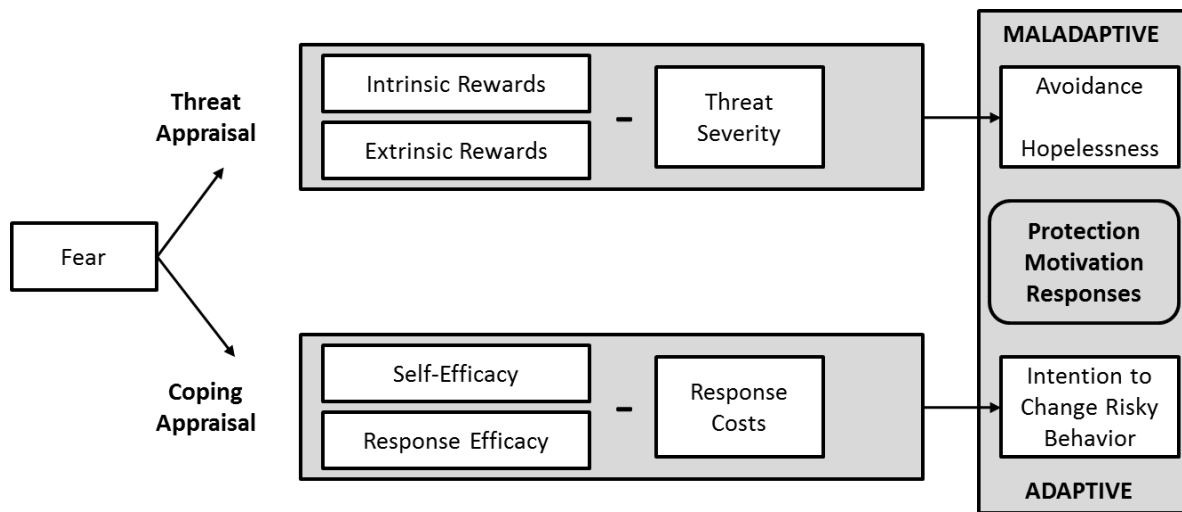 MALADAPTIVE
Intrinsic Rewards
Extrinsic Rewards
-
Threat
Severity
Avoidance
Hopelessness
Threat
Appraisal
Fear
Protection
Motivation
Responses
Coping
Appraisal
Self-Efficacy
Response Efficacy
-
Response
Costs
Intention to
Change Risky
Behavior
ADAPTIVE